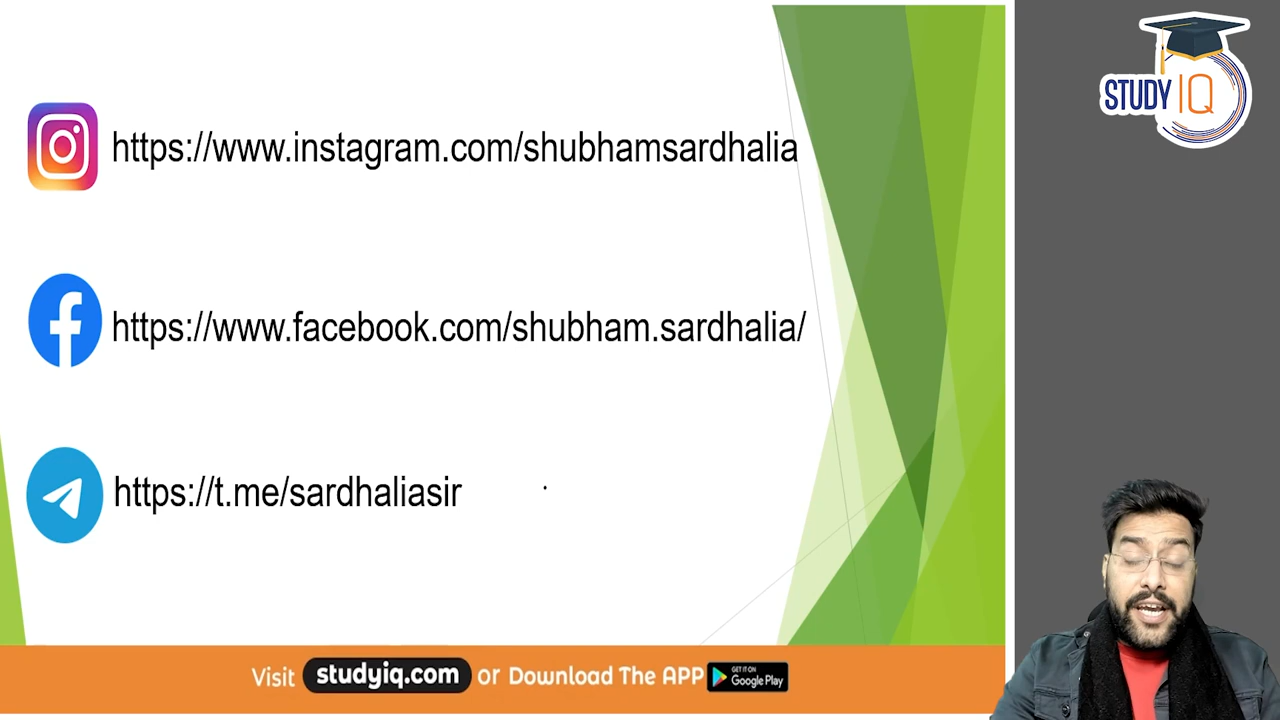 https://www.instagram.com/shubhamsardhalia
https://www.facebook.com/shubham.sardhalia/
https://t.me/sardhaliasir
Visit studyiq.com or Download The APP GET IT ON Google Play
STUDY IQ